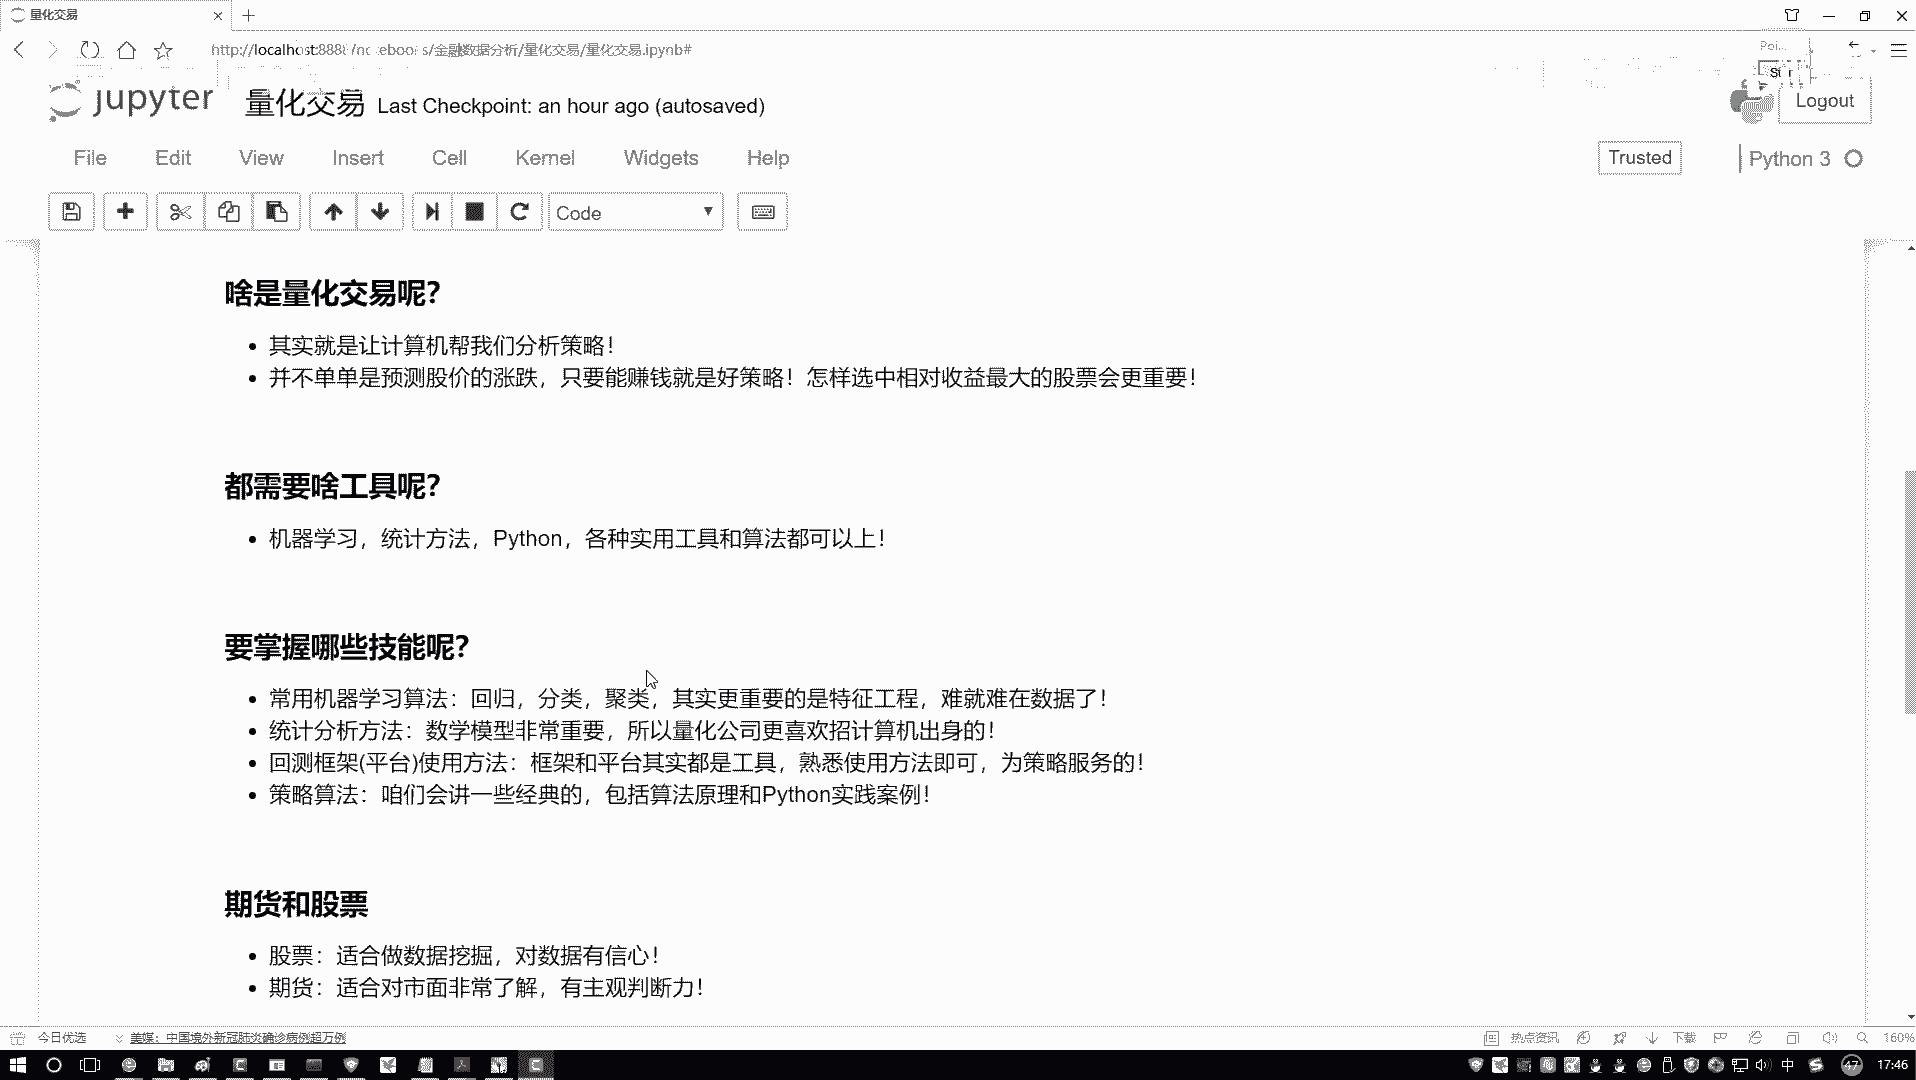 量化交易
http://localhost:888 /notebooks/金融数据分析/量化交易/量化交易.ipynb#
jupyter 量化交易 Last Checkpoint: an hour ago (autosaved)
Logout
File Edit View Insert Cell Kernel Widgets Help
Trusted Python 3
Code
啥是量化交易呢？
• 其实就是让计算机帮我们分析策略！
• 并不单单是预测股价的涨跌，只要能赚钱就是好策略！怎样选中相对收益最大的股票会更重要！
都需要啥工具呢？
• 机器学习，统计方法，Python，各种实用工具和算法都可以上！
要掌握哪些技能呢？
• 常用机器学习算法：回归，分类，聚类，其实更重要的是特征工程，难就难在数据了！
• 统计分析方法：数学模型非常重要，所以量化公司更喜欢招计算机出身的！
• 回测框架(平台)使用方法：框架和平台其实都是工具，熟悉使用方法即可，为策略服务的！
• 策略算法：咱们会讲一些经典的，包括算法原理和Python实践案例！
期货和股票
• 股票：适合做数据挖掘，对数据有信心！
• 期货：适合对市面非常了解，有主观判断力！
今日优选 美媒：中国境外新冠肺炎确诊病例超万例
热点资讯 下载 160%
中 47 17:46